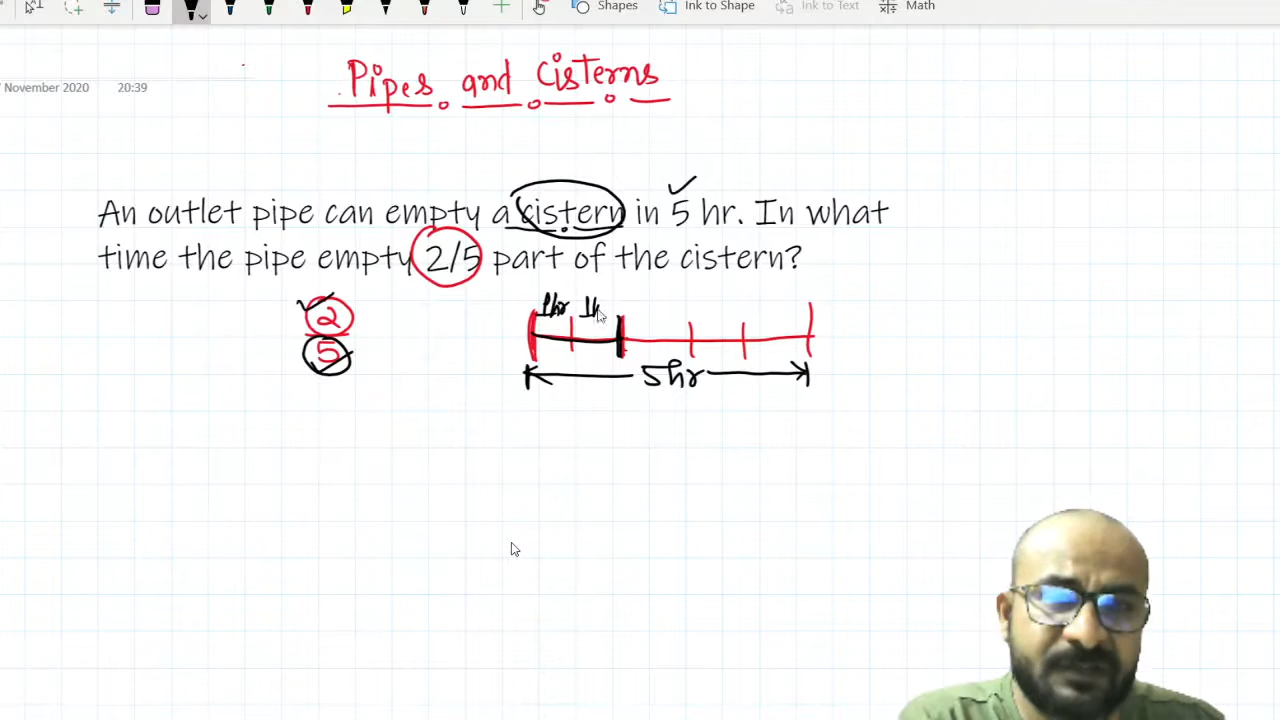 Shapes Ink to Shape Ink to Text Math
Pipes and Cisterns
November 2020 20:39
An outlet pipe can empty a cistern in 5 hr. In what
time the pipe empty 2/5 part of the cistern?
2
5
1hr 1h
5hr